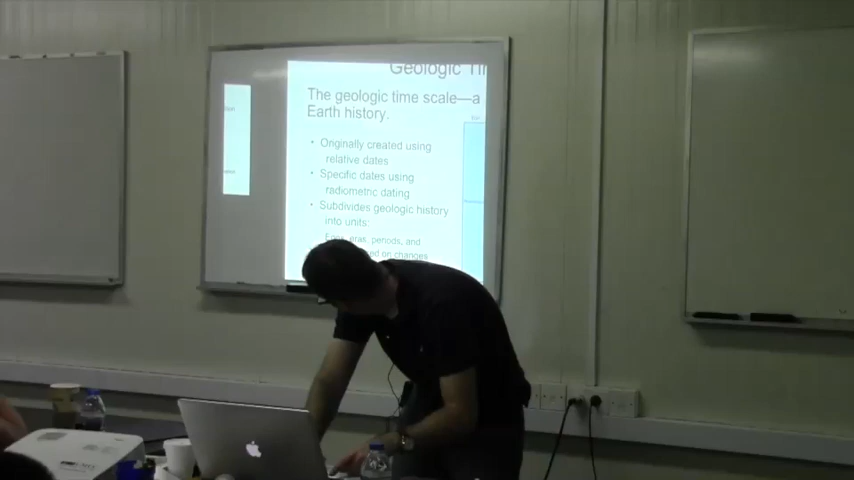 Geologic Ti
The geologic time scale—a
Earth history.
• Originally created using
relative dates
• Specific dates using
radiometric dating
• Subdivides geologic history
into units:
Eons, eras, periods, and
ed on changes